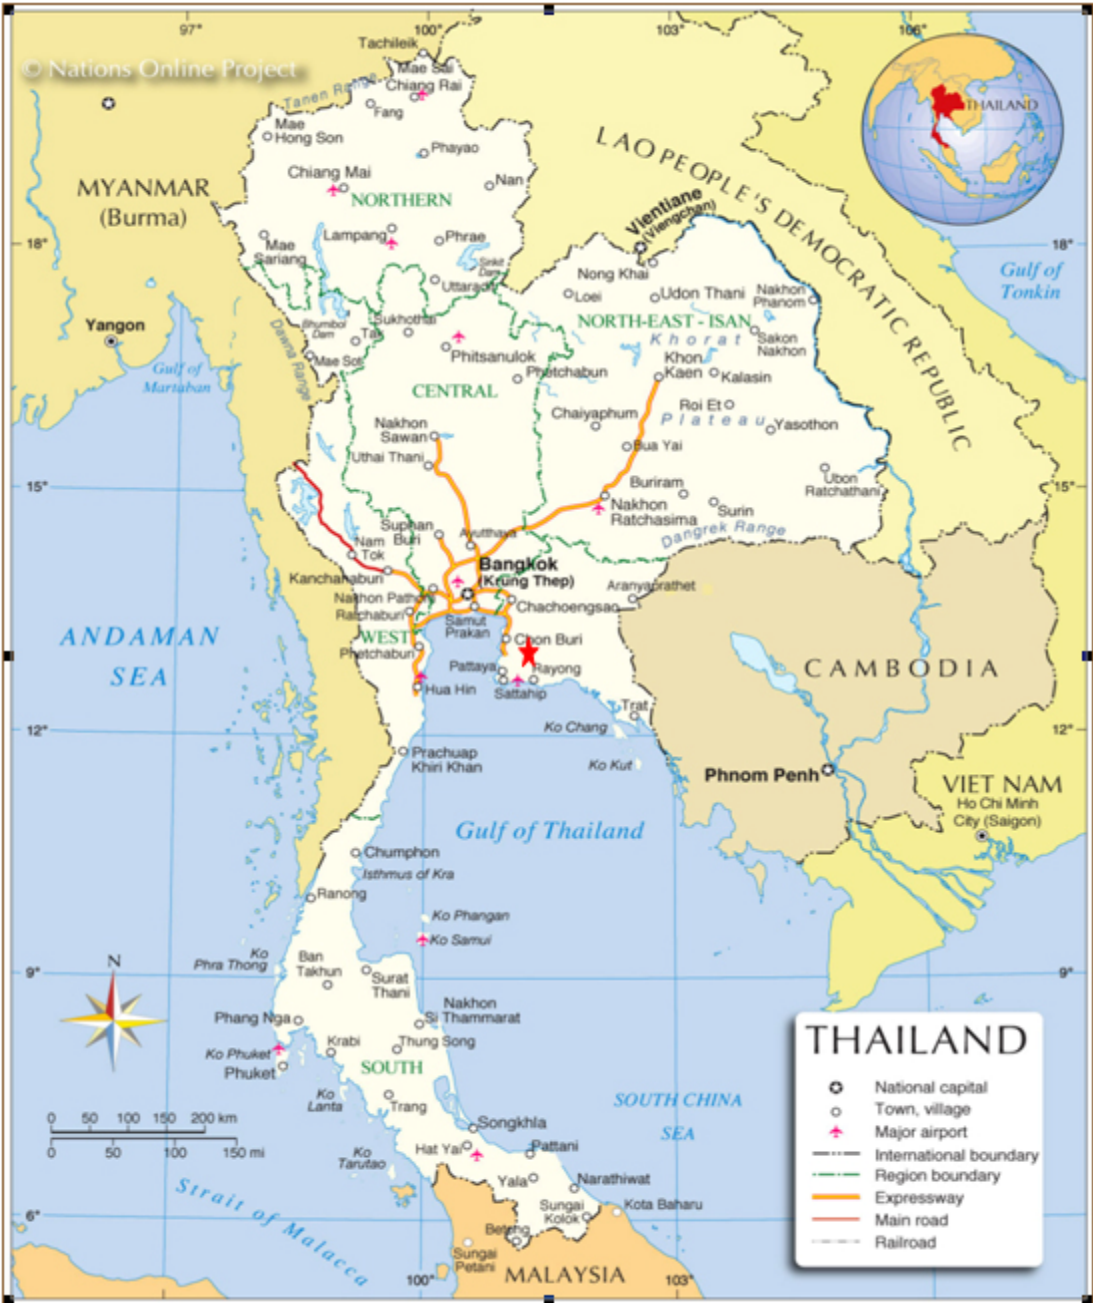 97°
100°
103°
106°
© Nations Online Project
Tachileik
Mae Sai
Chiang Rai
Tanen Range
Fang
THAILAND
Mae
Hong Son
Phayao
LAO PEOPLE'S DEMOCRATIC REPUBLIC
Chiang Mai
Nan
MYANMAR
(Burma)
NORTHERN
Vientiane
(Viengchan)
Lampang
Phrae
18°
18°
Mae
Sariang
Sirikit
Dam
Nong Khai
Gulf of
Tonkin
Uttaradit
Loei
Udon Thani
Nakhon
Phanom
Yangon
Bhumibol
Dam
Sukhothai
Tak
NORTH-EAST - ISAN
Khorat
Sakon
Nakhon
Dawna Range
Mae Sot
Phitsanulok
Khon
Kaen
Kalasin
Gulf of
Martaban
Phetchabun
CENTRAL
Chaiyaphum
Roi Et
Plateau
Yasothon
Nakhon
Sawan
Uthai Thani
Bua Yai
Ubon
Ratchathani
15°
15°
Buriram
Nakhon
Ratchasima
Surin
Suphan
Buri
Ayutthaya
Dangrek Range
Nam
Tok
Bangkok
(Krung Thep)
Kanchanaburi
Aranyaprathet
Nakhon Pathom
Ratchaburi
Chachoengsao
Samut
Prakan
ANDAMAN
SEA
WEST
Chon Buri
Phetchaburi
Pattaya
Rayong
CAMBODIA
Hua Hin
Sattahip
Trat
12°
12°
Ko Chang
Prachuap
Khiri Khan
Ko Kut
Phnom Penh
VIET NAM
Ho Chi Minh
City (Saigon)
Gulf of Thailand
Chumphon
Isthmus of Kra
Ranong
Ko Phangan
Ko Samui
N
Ko
Phra Thong
Ban
Takhun
Surat
Thani
9°
9°
Nakhon
Si Thammarat
Phang Nga
Krabi
Thung Song
Ko Phuket
Phuket
SOUTH
Ko
Lanta
Trang
SOUTH CHINA
SEA
0 50 100 150 200 km
0 50 100 150 mi
Songkhla
Hat Yai
Pattani
Ko
Tarutao
Yala
Narathiwat
Strait of Malacca
Sungai
Kolok
Kota Baharu
6°
Betong
Sungai
Petani
MALAYSIA
100°
103°
THAILAND
National capital
Town, village
Major airport
International boundary
Region boundary
Expressway
Main road
Railroad